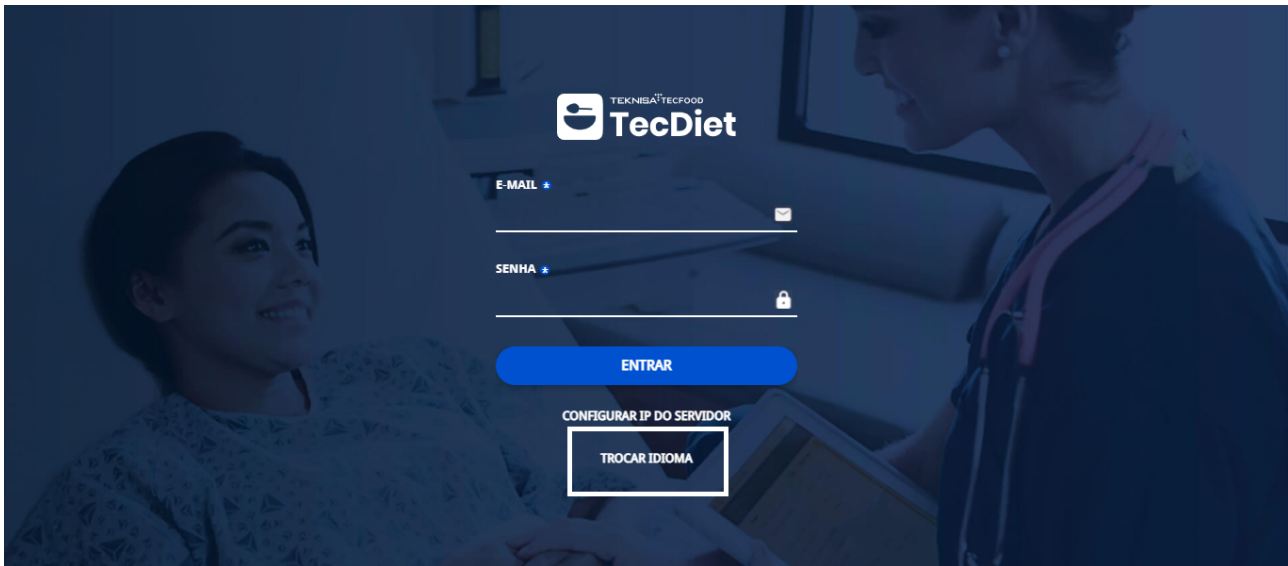 TEKNISA TECFOOD
TecDiet
E-MAIL *
SENHA *
ENTRAR
CONFIGURAR IP DO SERVIDOR
TROCAR IDIOMA